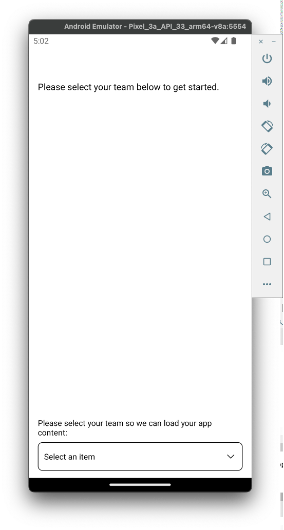 Android Emulator - Pixel_3a_API_33_arm64-v8a:5554
5:02
Please select your team below to get started.
Please select your team so we can load your app
content:
Select an item